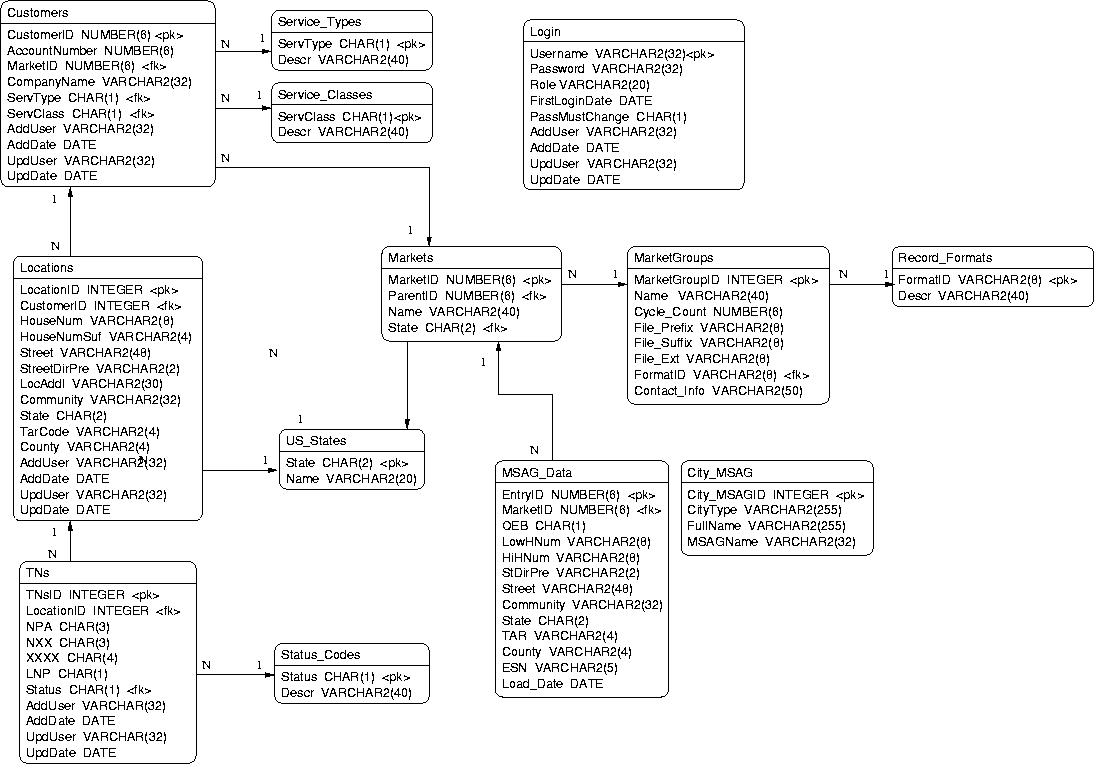 Customers
CustomerID NUMBER(6) <pk>
AccountNumber NUMBER(6)
MarketID NUMBER(6) <fk>
CompanyName VARCHAR2(32)
ServType CHAR(1) <fk>
ServClass CHAR(1) <fk>
AddUser VARCHAR2(32)
AddDate DATE
UpdUser VARCHAR2(32)
UpdDate DATE
N
1
Service_Types
ServType CHAR(1) <pk>
Descr VARCHAR2(40)
N
1
Service_Classes
ServClass CHAR(1)<pk>
Descr VARCHAR2(40)
N
1
Login
Username VARCHAR2(32)<pk>
Password VARCHAR2(32)
Role VARCHAR2(20)
FirstLoginDate DATE
PassMustChange CHAR(1)
AddUser VARCHAR2(32)
AddDate DATE
UpdUser VARCHAR2(32)
UpdDate DATE
1
N
Locations
LocationID INTEGER <pk>
CustomerID INTEGER <fk>
HouseNum VARCHAR2(8)
HouseNumSuf VARCHAR2(4)
Street VARCHAR2(48)
StreetDirPre VARCHAR2(2)
LocAddl VARCHAR2(30)
Community VARCHAR2(32)
State CHAR(2)
TarCode VARCHAR2(4)
County VARCHAR2(4)
AddUser VARCHAR2(32)
AddDate DATE
UpdUser VARCHAR2(32)
UpdDate DATE
N
1
Markets
MarketID NUMBER(6) <pk>
ParentID NUMBER(6) <fk>
Name VARCHAR2(40)
State CHAR(2) <fk>
N
1
MarketGroups
MarketGroupID INTEGER <pk>
Name VARCHAR2(40)
Cycle_Count NUMBER(6)
File_Prefix VARCHAR2(8)
File_Suffix VARCHAR2(8)
File_Ext VARCHAR2(8)
FormatID VARCHAR2(8) <fk>
Contact_Info VARCHAR2(50)
N
1
Record_Formats
FormatID VARCHAR2(8) <pk>
Descr VARCHAR2(40)
N
1
1
US_States
State CHAR(2) <pk>
Name VARCHAR2(20)
1
N
MSAG_Data
EntryID NUMBER(6) <pk>
MarketID NUMBER(6) <fk>
OEB CHAR(1)
LowHNum VARCHAR2(8)
HiHNum VARCHAR2(8)
StDirPre VARCHAR2(2)
Street VARCHAR2(48)
Community VARCHAR2(32)
State CHAR(2)
TAR VARCHAR2(4)
County VARCHAR2(4)
ESN VARCHAR2(5)
Load_Date DATE
City_MSAG
City_MSAGID INTEGER <pk>
CityType VARCHAR2(255)
FullName VARCHAR2(255)
MSAGName VARCHAR2(32)
1
N
TNs
TNsID INTEGER <pk>
LocationID INTEGER <fk>
NPA CHAR(3)
NXX CHAR(3)
XXXX CHAR(4)
LNP CHAR(1)
Status CHAR(1) <fk>
AddUser VARCHAR(32)
AddDate DATE
UpdUser VARCHAR(32)
UpdDate DATE
N
1
Status_Codes
Status CHAR(1) <pk>
Descr VARCHAR2(40)